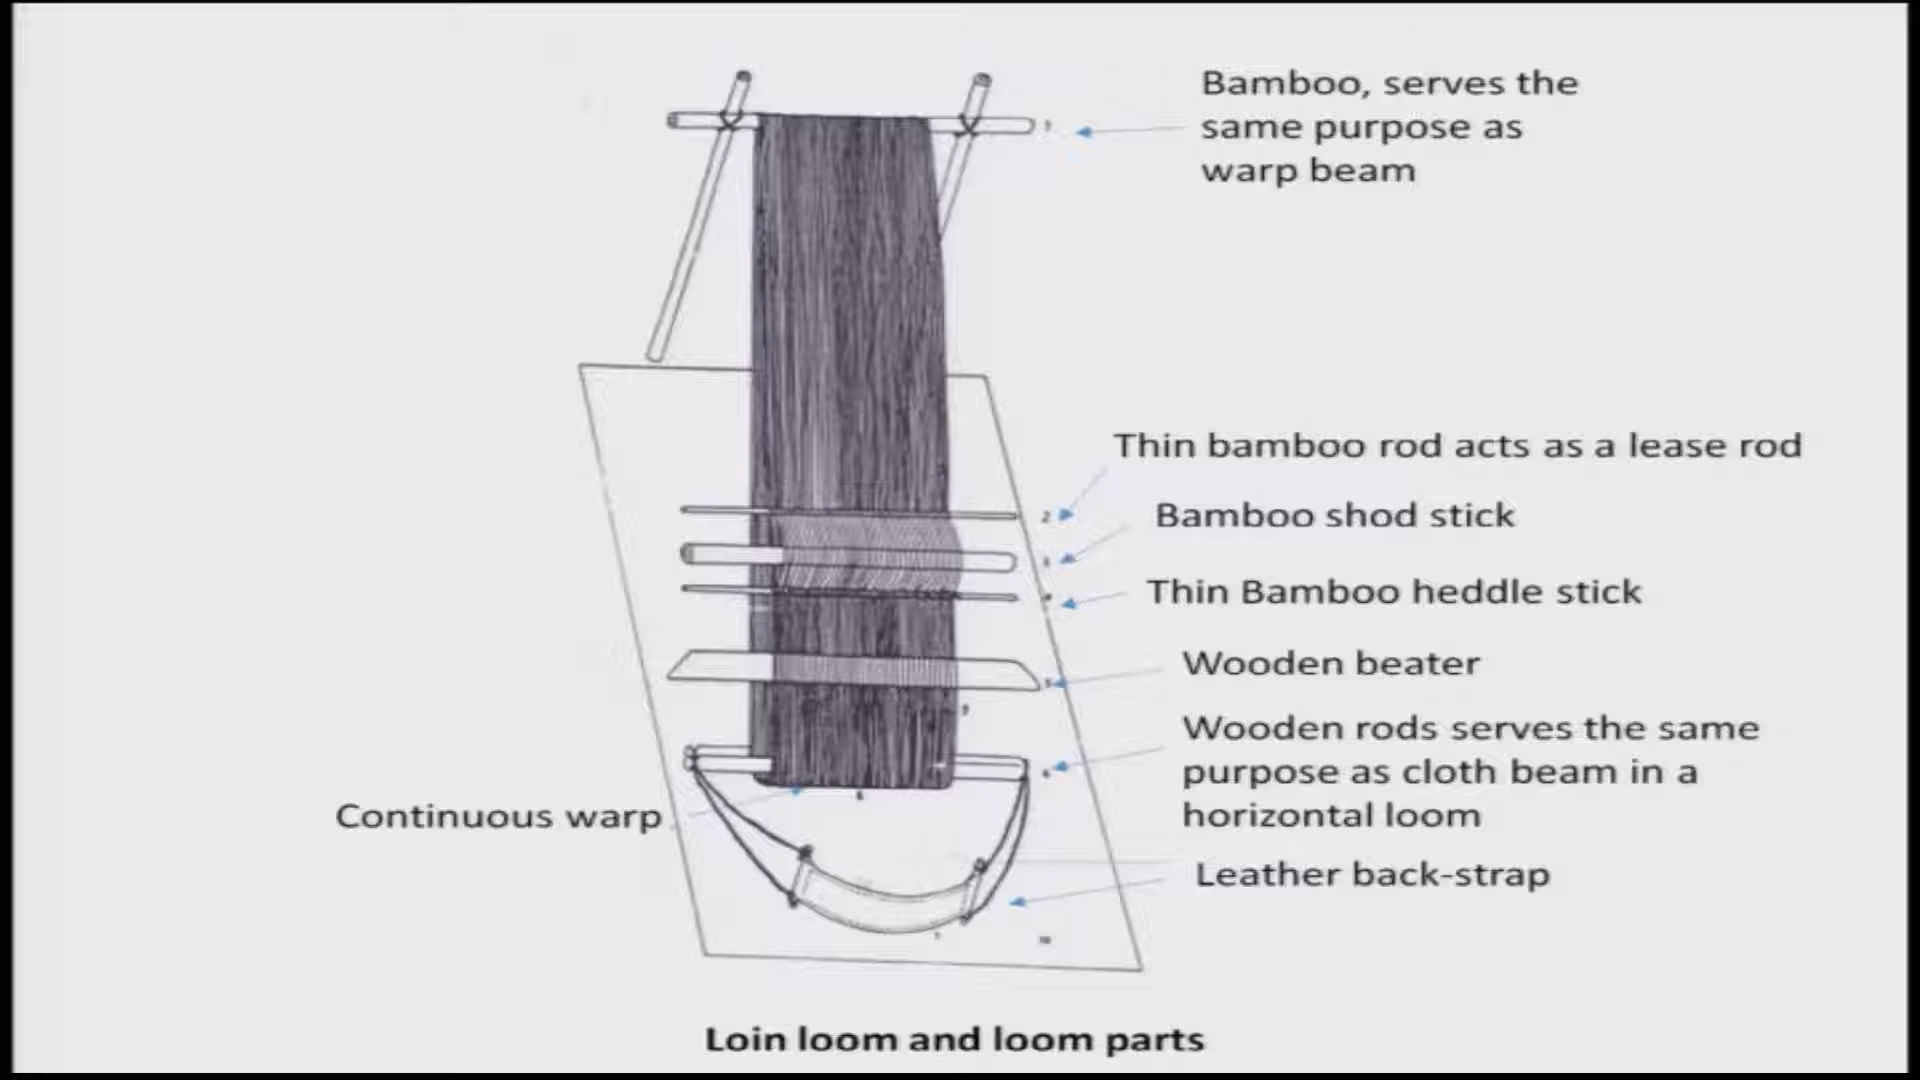 Bamboo, serves the
same purpose as
warp beam
Thin bamboo rod acts as a lease rod
Bamboo shod stick
Thin Bamboo heddle stick
Wooden beater
Wooden rods serves the same
purpose as cloth beam in a
horizontal loom
Continuous warp
Leather back-strap
Loin loom and loom parts